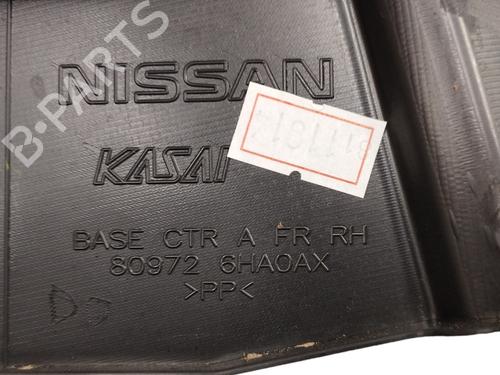 B-PARTS
NISSAN
KASAI
BASE CTR A FR RH
80972 6HA0AX
>PP<